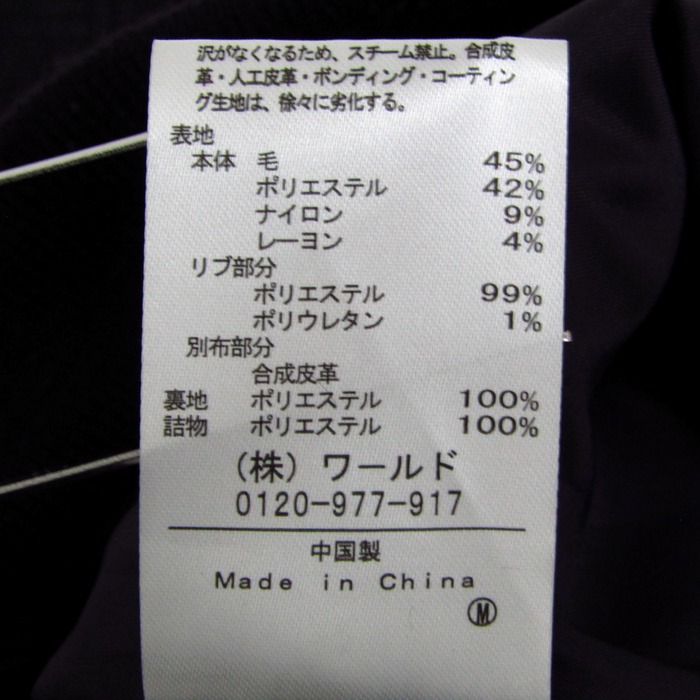 沢がなくなるため、スチーム禁止。合成皮
革・人工皮革・ボンディング・コーティン
グ生地は、徐々に劣化する。
表地
本体 毛 45%
ポリエステル 42%
ナイロン 9%
レーヨン 4%
リブ部分
ポリエステル 99%
ポリウレタン 1%
別布部分
合成皮革
裏地 ポリエステル 100%
詰物 ポリエステル 100%
(株) ワールド
0120-977-917
中国製
Made in China
Ⓜ